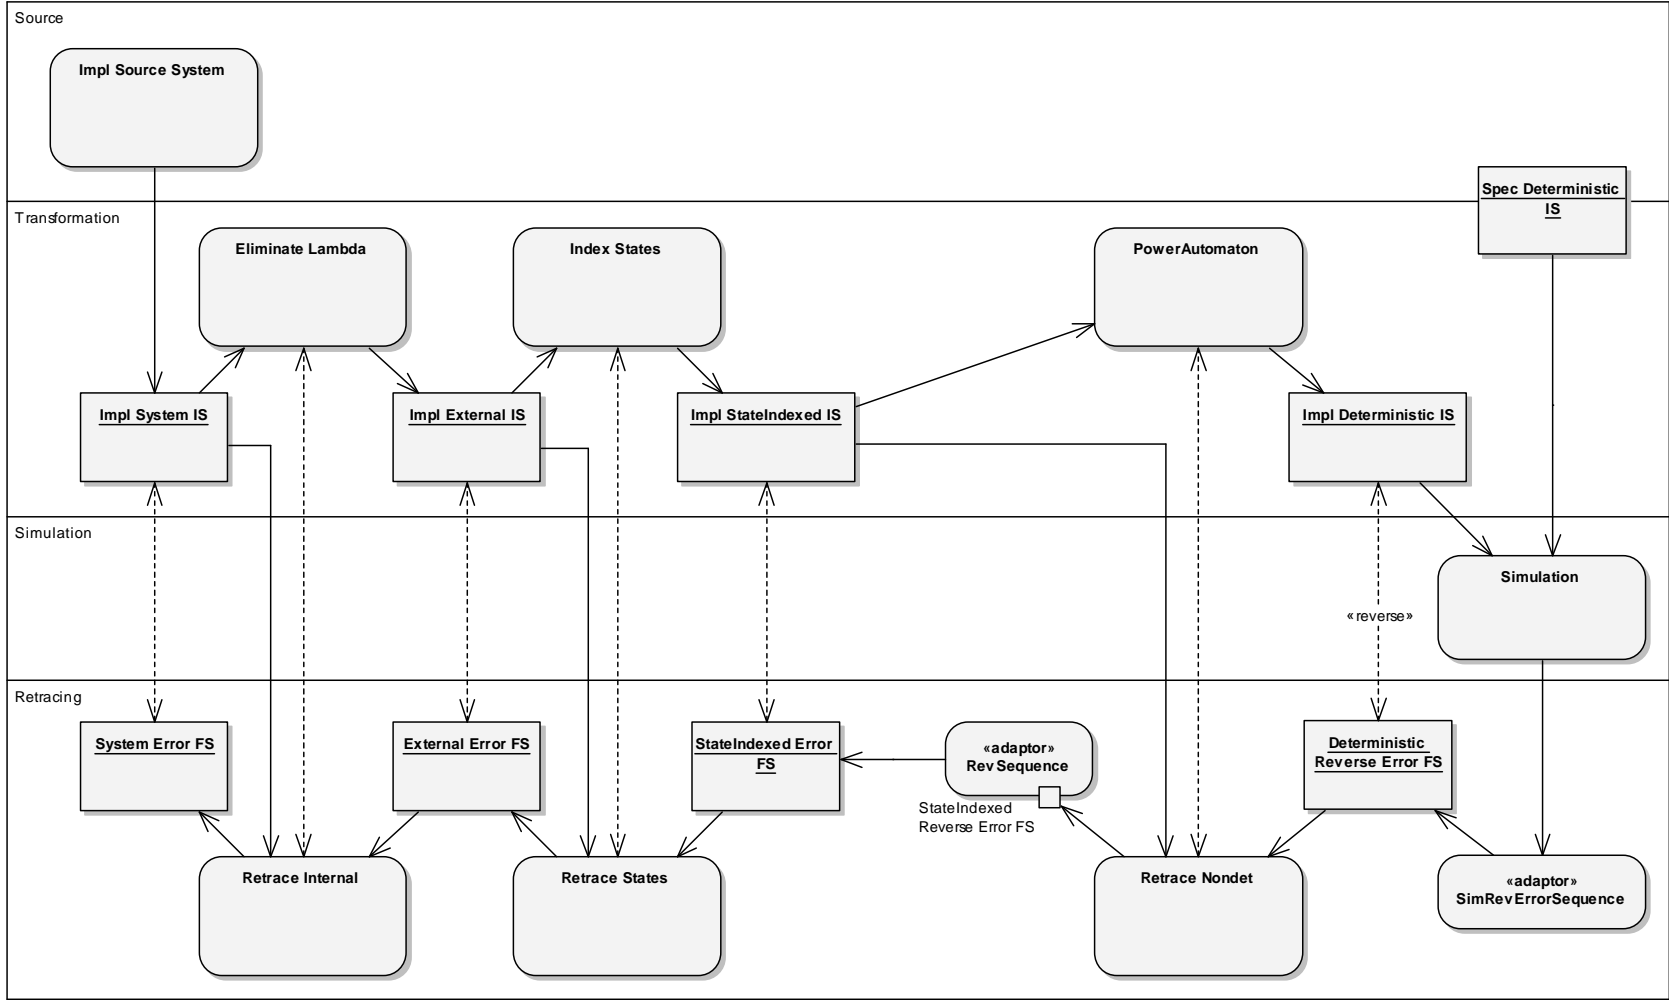 Source
Impl Source System
Spec Deterministic
IS
Transformation
Eliminate Lambda
Index States
PowerAutomaton
Impl System IS
Impl External IS
Impl StateIndexed IS
Impl Deterministic IS
Simulation
Simulation
«reverse»
Retracing
System Error FS
External Error FS
StateIndexed Error
FS
«adaptor»
RevSequence
StateIndexed
Reverse Error FS
Deterministic
Reverse Error FS
Retrace Internal
Retrace States
Retrace Nondet
«adaptor»
SimRevErrorSequence